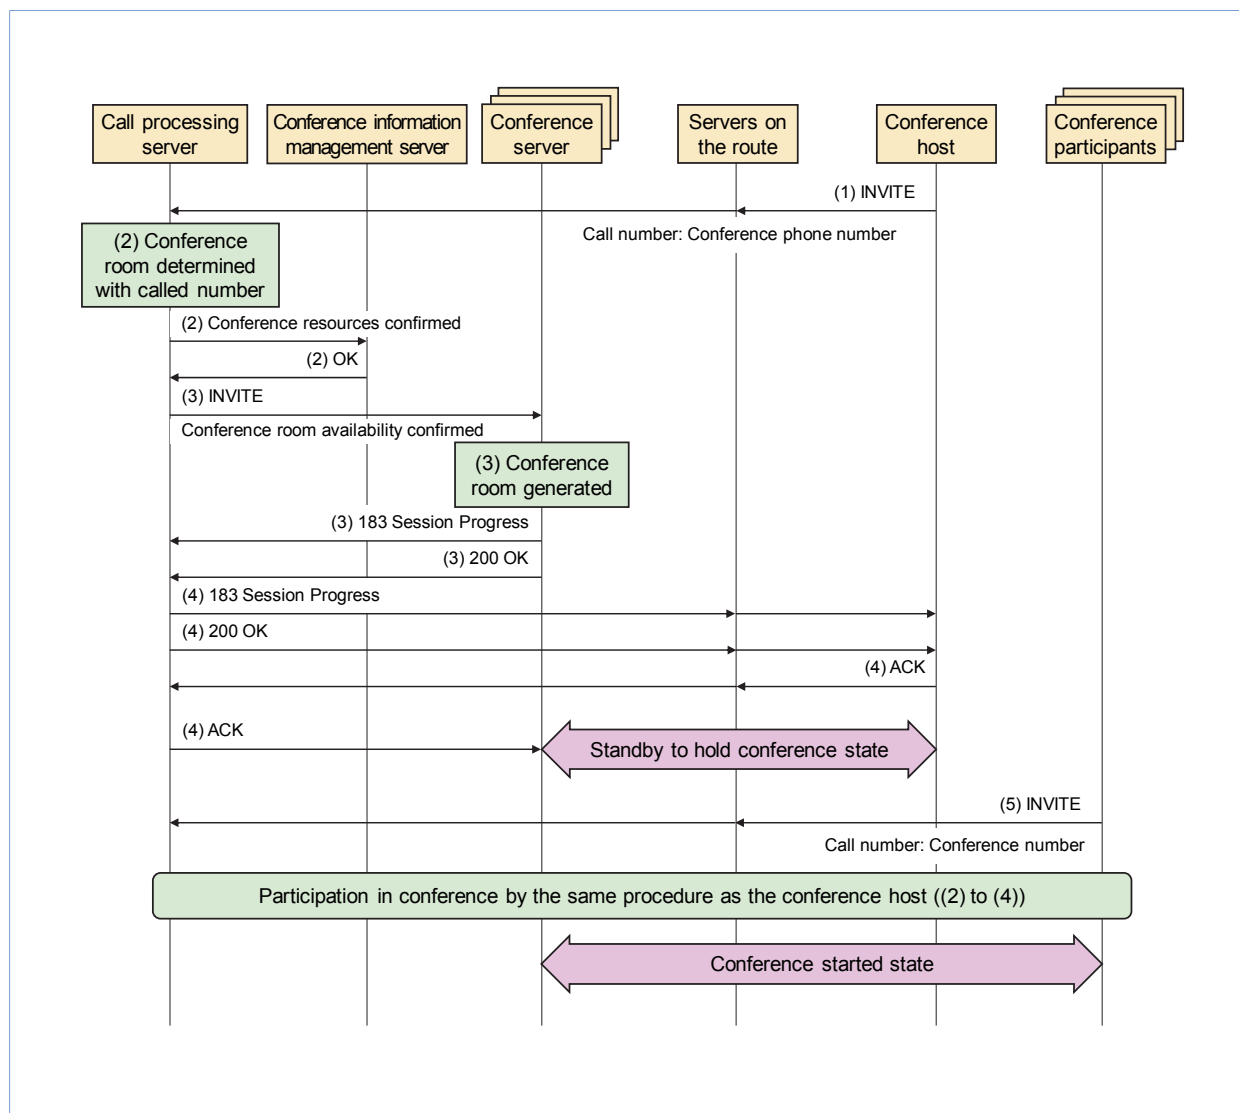 Call processing
server
Conference information
management server
Conference
server
Servers on
the route
Conference
host
Conference
participants
(1) INVITE
Call number: Conference phone number
(2) Conference
room determined
with called number
(2) Conference resources confirmed
(2) OK
(3) INVITE
Conference room availability confirmed
(3) Conference
room generated
(3) 183 Session Progress
(3) 200 OK
(4) 183 Session Progress
(4) 200 OK
(4) ACK
(4) ACK
Standby to hold conference state
(5) INVITE
Call number: Conference number
Participation in conference by the same procedure as the conference host ((2) to (4))
Conference started state